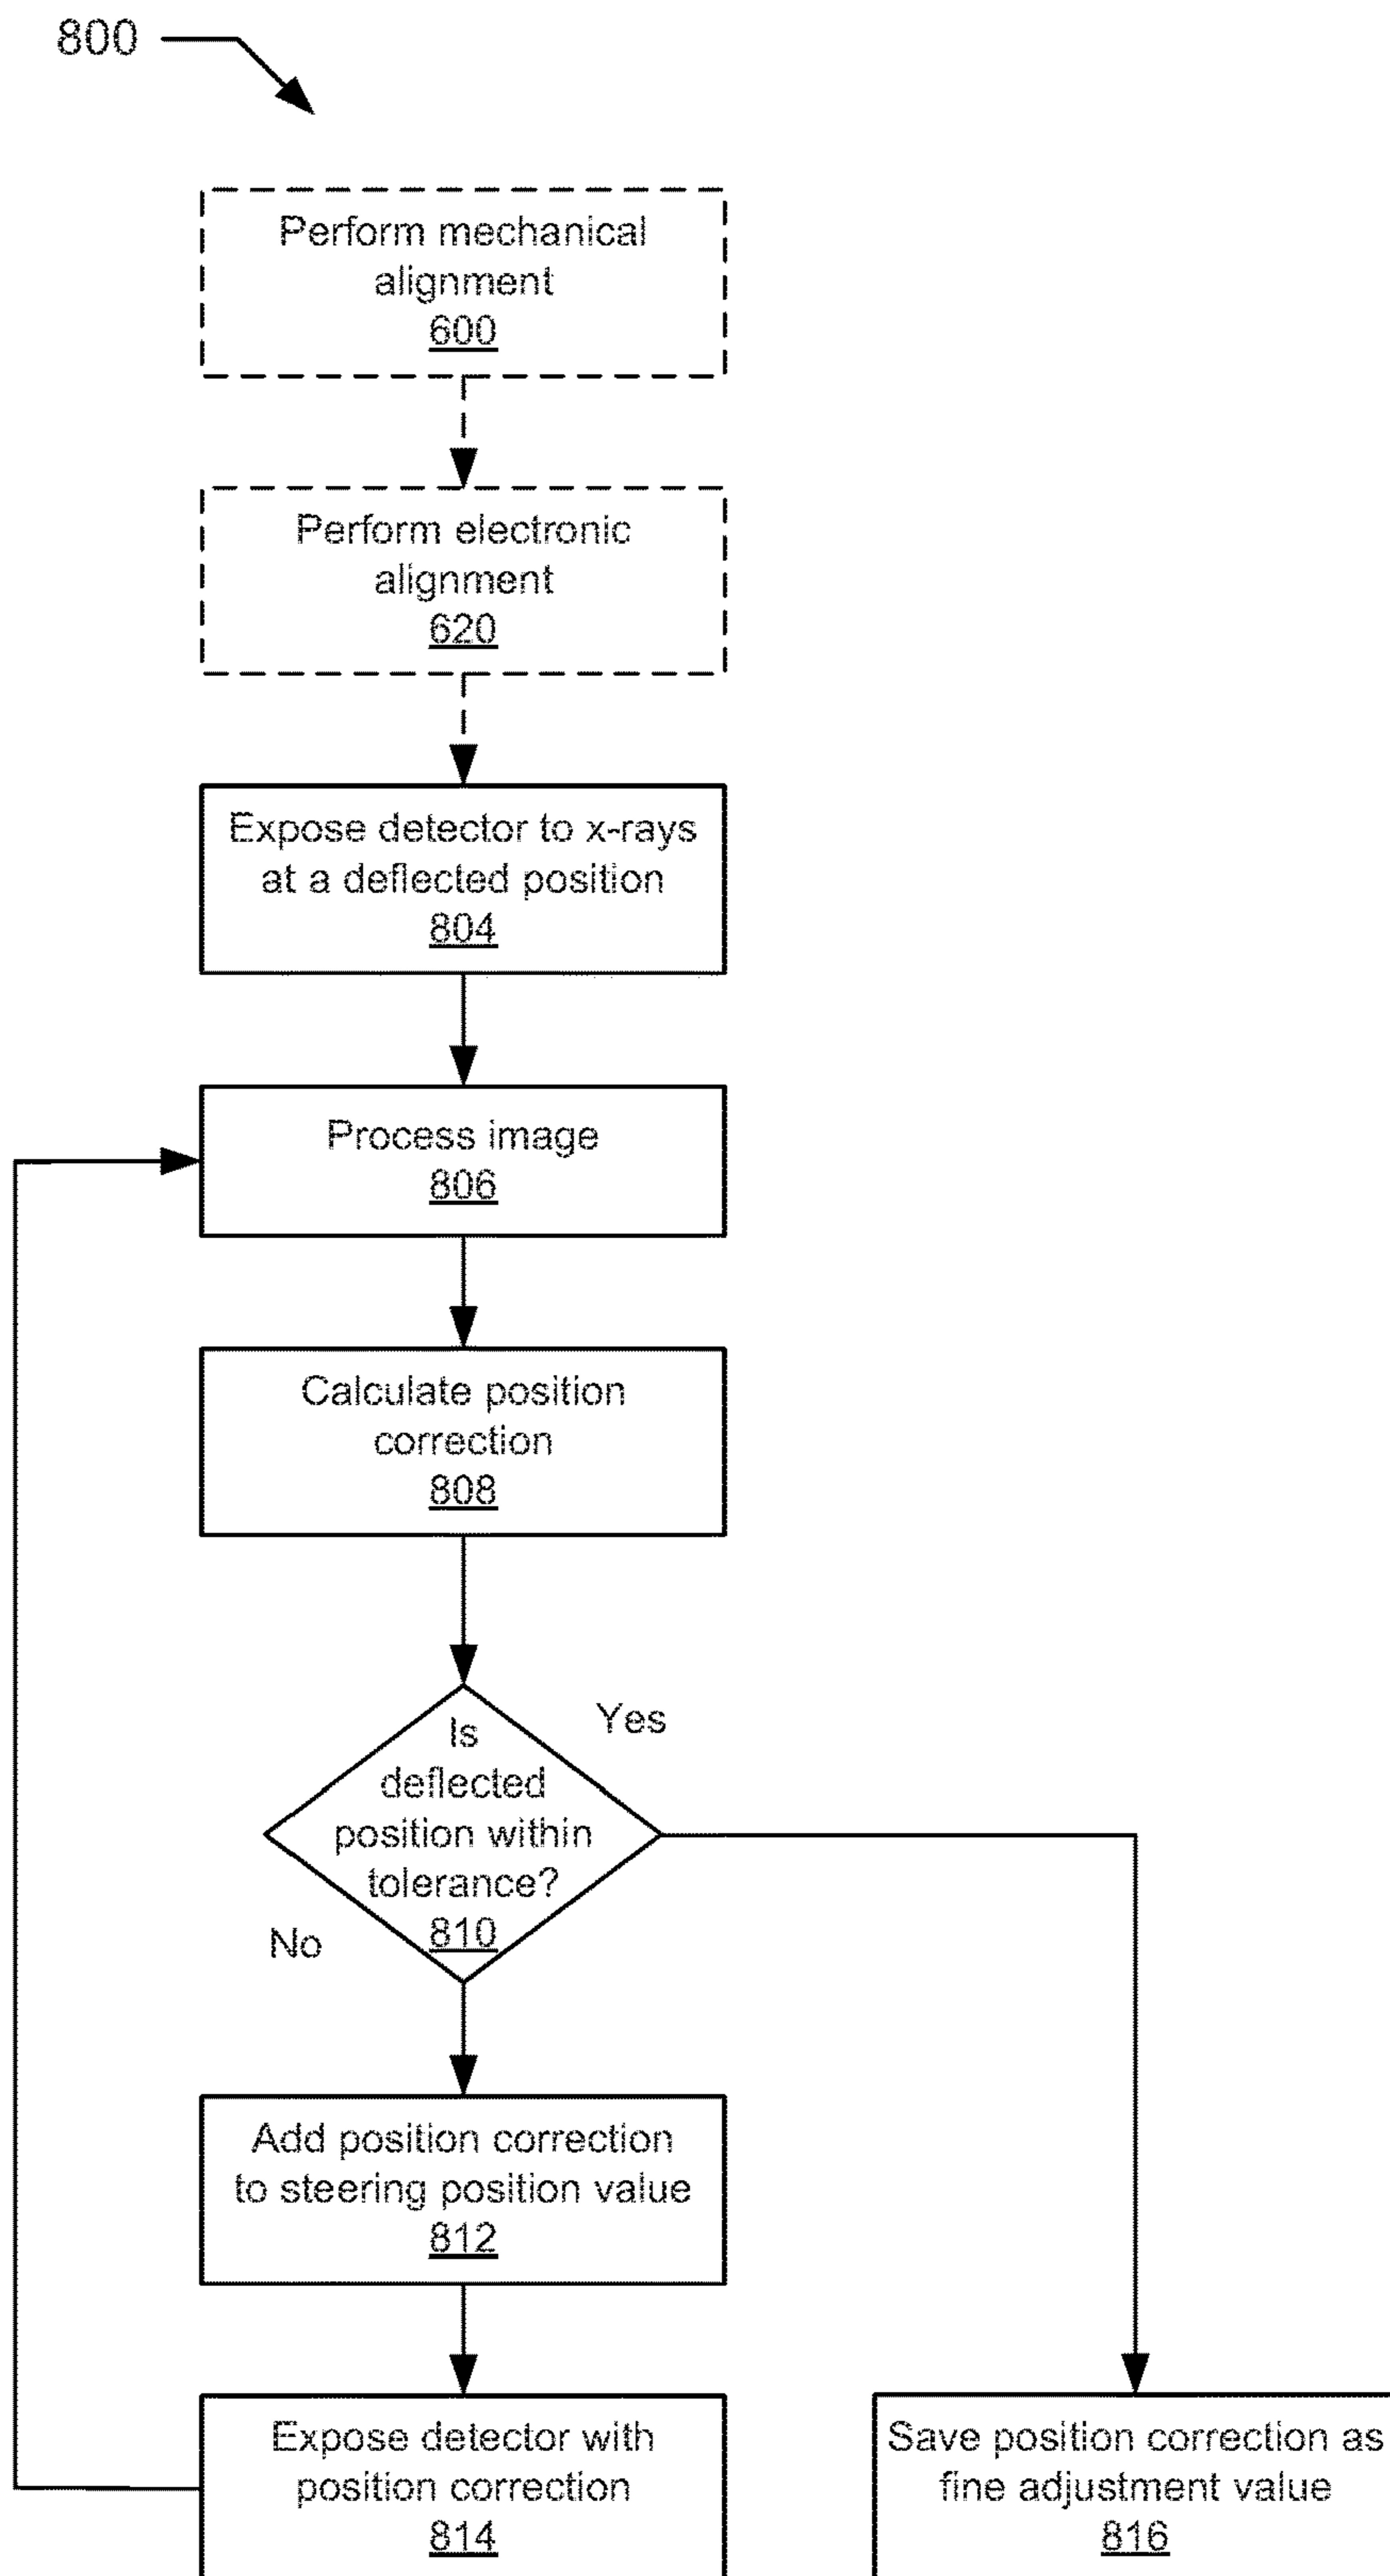 800
Perform mechanical
alignment
600
Perform electronic
alignment
620
Expose detector to x-rays
at a deflected position
804
Process image
806
Calculate position
correction
808
Is
deflected
position within
tolerance?
810
Yes
No
Add position correction
to steering position value
812
Expose detector with
position correction
814
Save position correction as
fine adjustment value
816